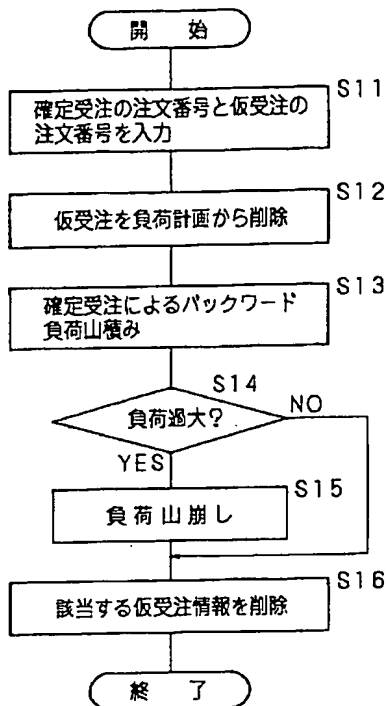 開 始
S11
確定受注の注文番号と仮受注の
注文番号を入力
S12
仮受注を負荷計画から削除
S13
確定受注によるバックワード
負荷山積み
S14
負荷過大?
NO
YES
S15
負荷山崩し
S16
該当する仮受注情報を削除
終 了